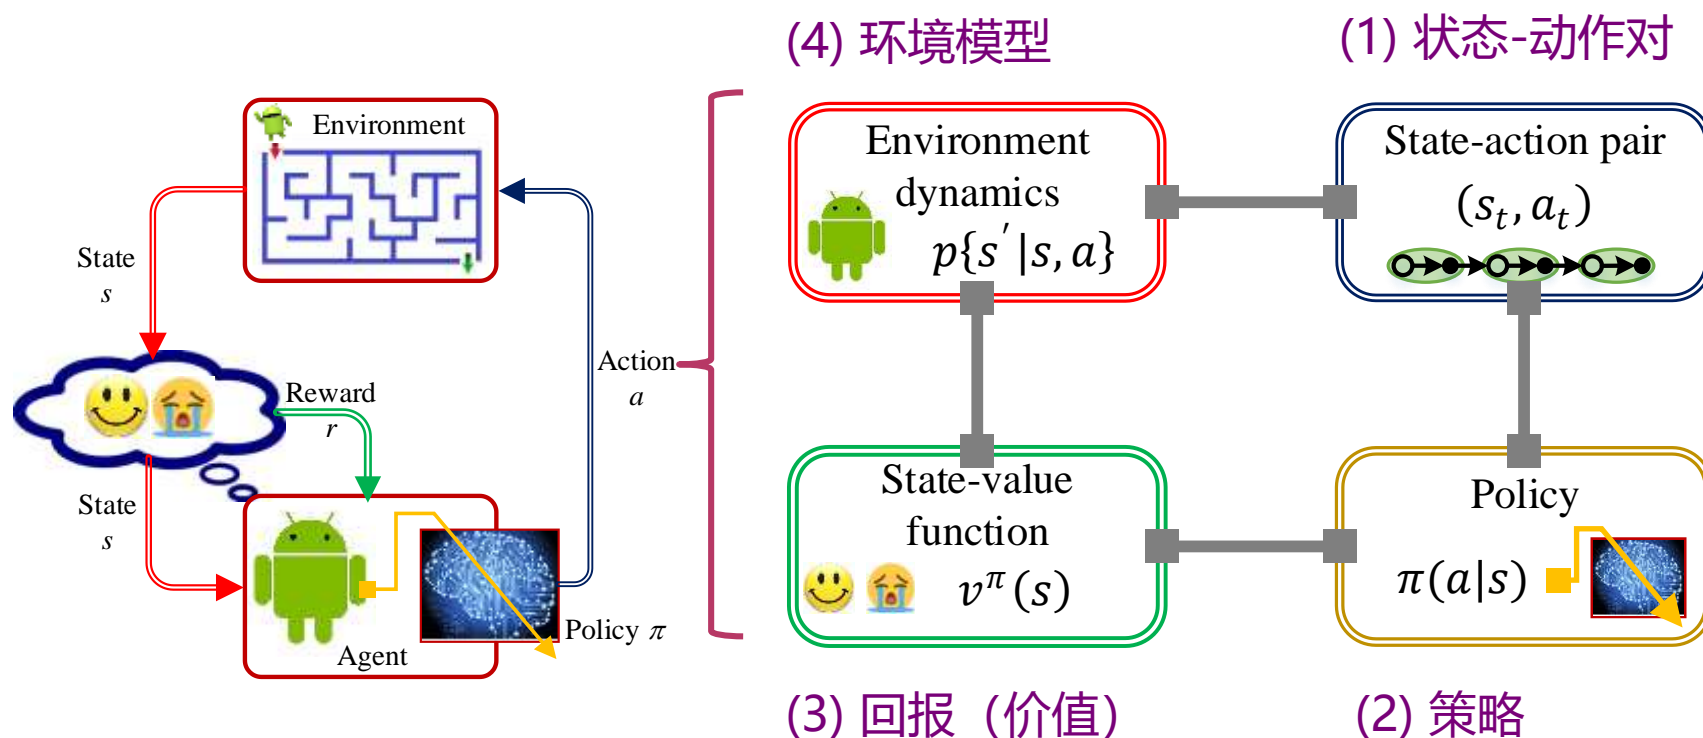 (4) 环境模型
(1) 状态-动作对
Environment
State
s
Reward
r
State
s
Action
a
Policy π
Agent
Environment
dynamics
p{s′|s, a}
State-action pair
(sₜ, aₜ)
State-value
function
vπ(s)
Policy
π(a|s)
(3) 回报（价值）
(2) 策略